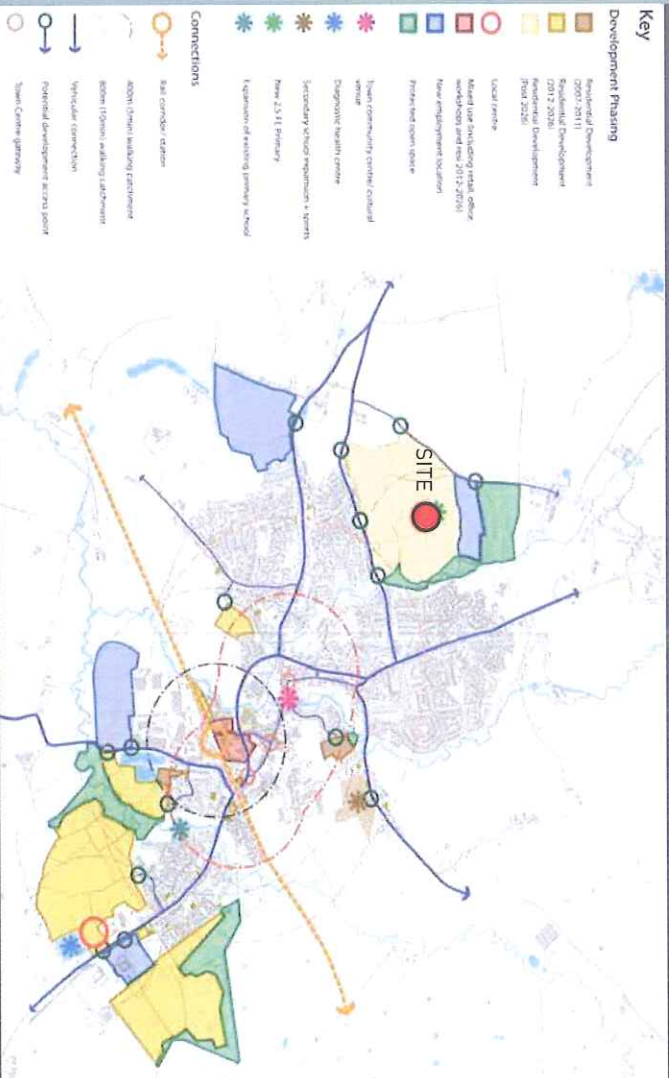 Key
Development Phasing
Residential Development
(2007-2011)
Residential Development
(2012-2026)
Residential Development
(Post 2026)
Local centre
Mixed use (including retail, office,
workshops and resi 2012-2026)
New employment location
Protected open space
Town community centre/ cultural
venue
Diagnostic health centre
Secondary school expansion + sports
New 2.5 FE Primary
Expansion of existing primary school
Connections
Rail corridor/ station
400m (5min) walking catchment
800m (10min) walking catchment
Vehicular connection
Potential development access point
Town Centre gateway
SITE